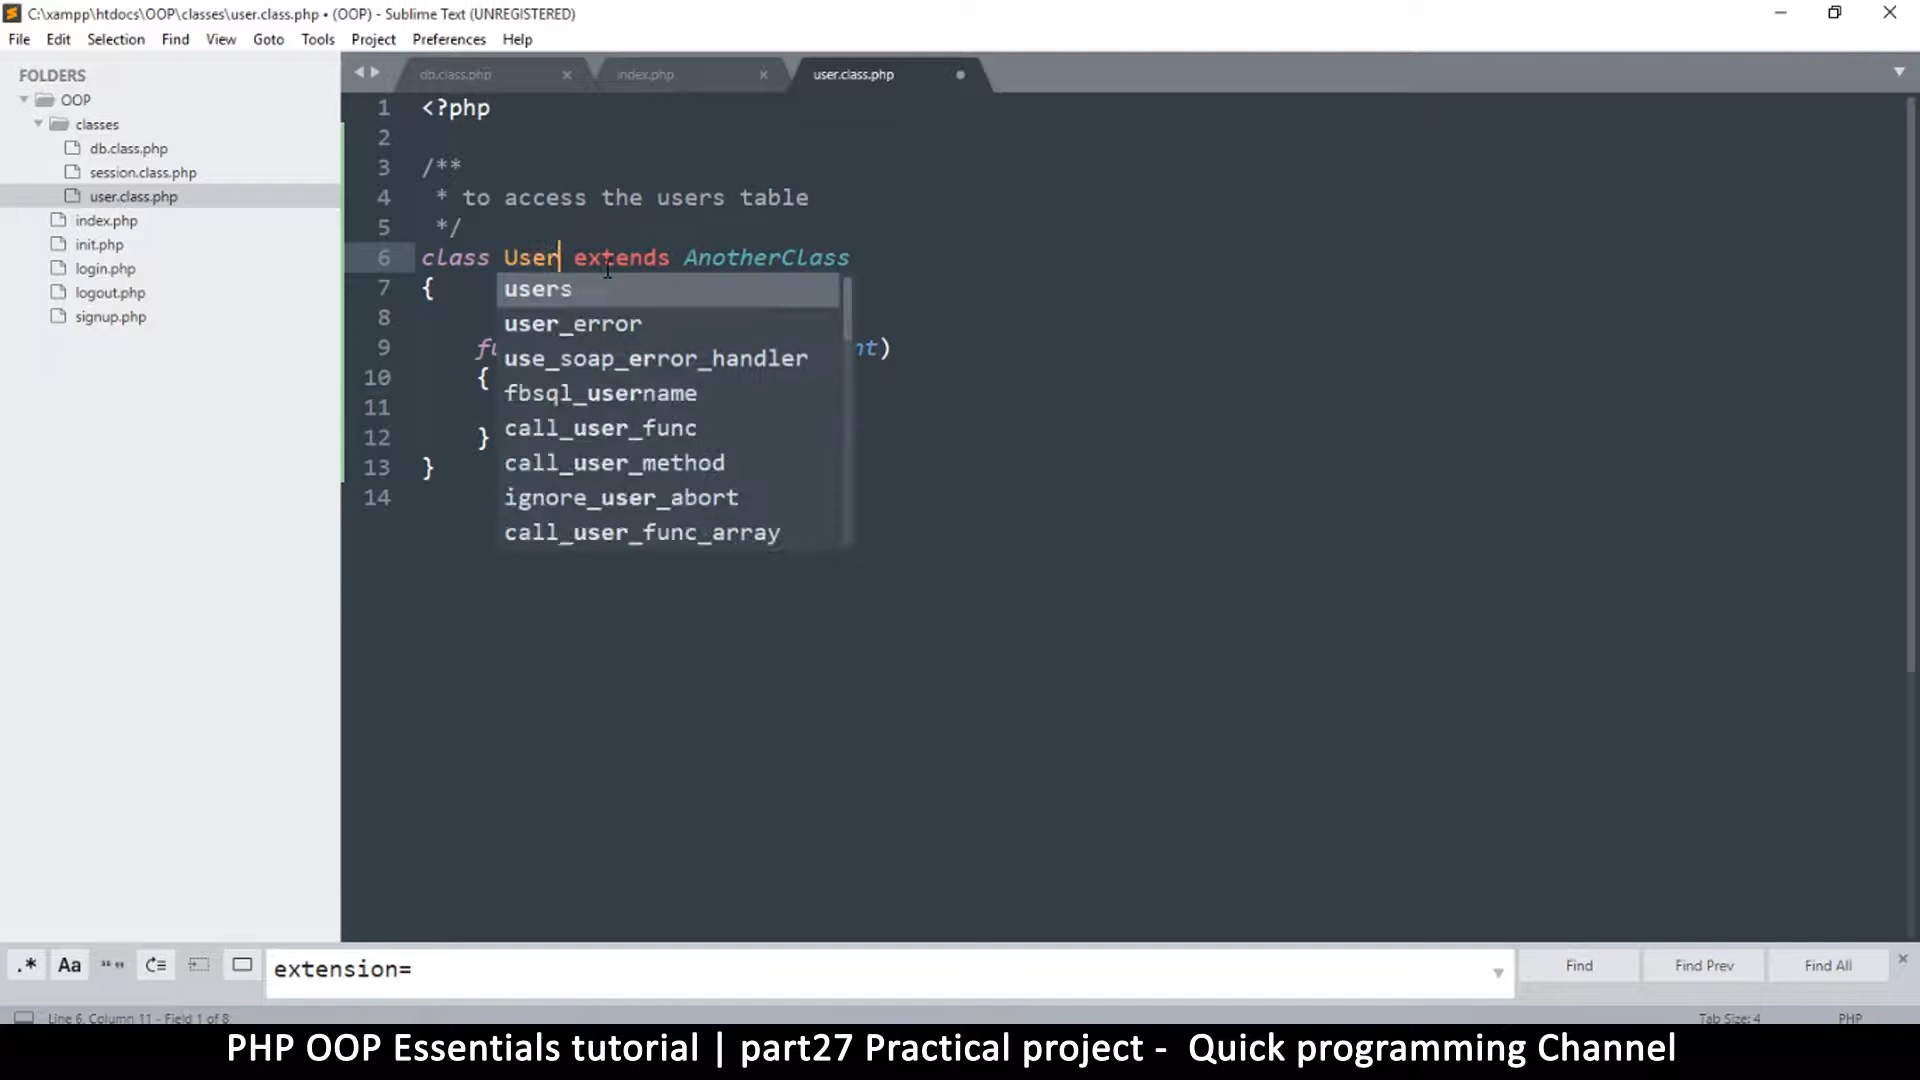 C:\xampp\htdocs\OOP\classes\user.class.php • (OOP) - Sublime Text (UNREGISTERED)
File Edit Selection Find View Goto Tools Project Preferences Help
FOLDERS
OOP
classes
db.class.php
session.class.php
user.class.php
index.php
init.php
login.php
logout.php
signup.php
db.class.php index.php user.class.php
1 <?php
2
3 /**
4 * to access the users table
5 */
6 class User extends AnotherClass
7 {
8
9 nt)
10 {
11
12 }
13 }
14
users
user_error
use_soap_error_handler
fbsql_username
call_user_func
call_user_method
ignore_user_abort
call_user_func_array
.* Aa “” extension= Find Find Prev Find All
Line 6, Column 11 - Field 1 of 8 Tab Size: 4 PHP
PHP OOP Essentials tutorial | part27 Practical project - Quick programming Channel